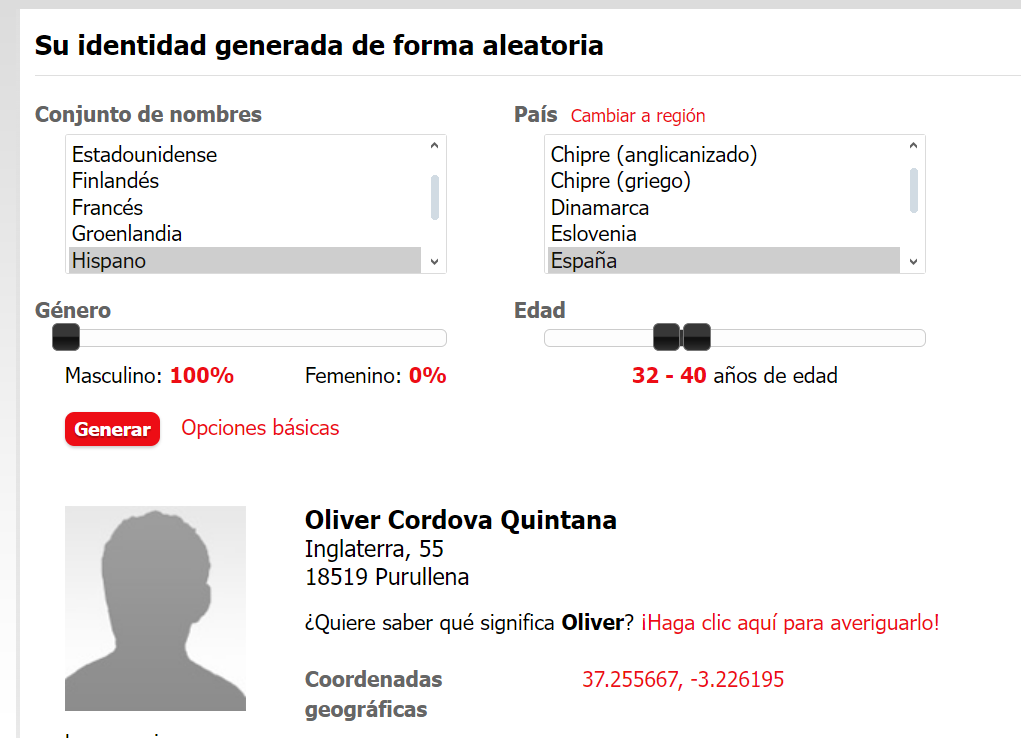 Su identidad generada de forma aleatoria
Conjunto de nombres
País Cambiar a región
Estadounidense
Finlandés
Francés
Groenlandia
Hispano
Chipre (anglicanizado)
Chipre (griego)
Dinamarca
Eslovenia
España
Género
Edad
Masculino: 100% Femenino: 0%
32 - 40 años de edad
Generar Opciones básicas
Oliver Cordova Quintana
Inglaterra, 55
18519 Purullena
¿Quiere saber qué significa Oliver? ¡Haga clic aquí para averiguarlo!
Coordenadas
geográficas
37.255667, -3.226195